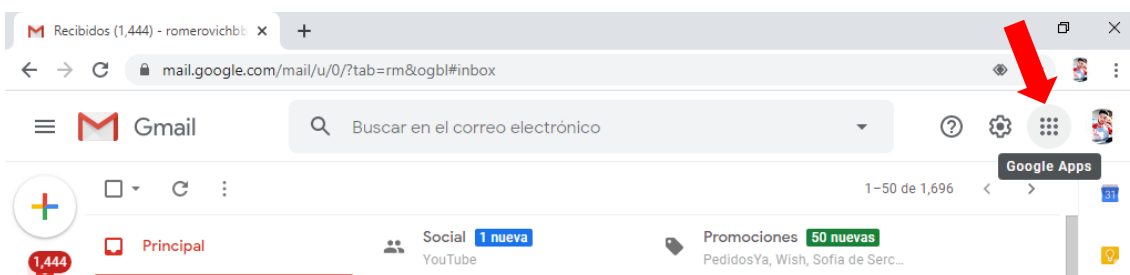 Recibidos (1,444) - romerovichbb
mail.google.com/mail/u/0/?tab=rm&ogbl#inbox
Gmail
Buscar en el correo electrónico
Google Apps
1–50 de 1,696
31
Principal
Social 1 nueva
YouTube
Promociones 50 nuevas
PedidosYa, Wish, Sofia de Serc...
1,444